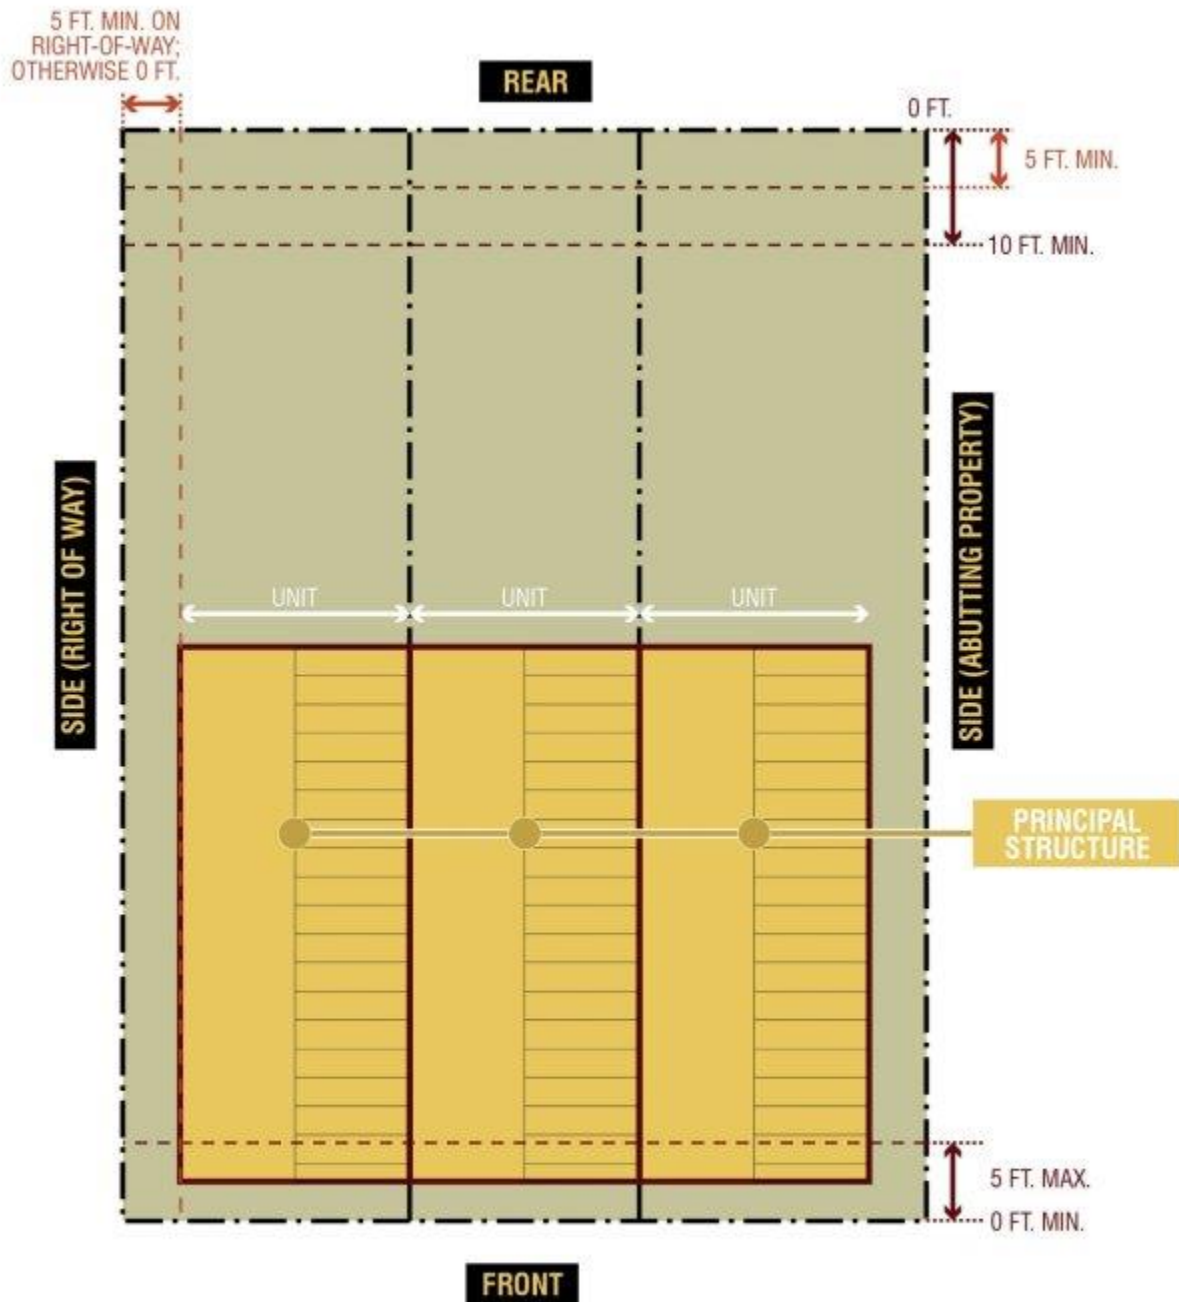 5 FT. MIN. ON
RIGHT-OF-WAY;
OTHERWISE 0 FT.
REAR
0 FT.
5 FT. MIN.
10 FT. MIN.
SIDE (RIGHT OF WAY)
SIDE (ABUTTING PROPERTY)
UNIT
UNIT
UNIT
PRINCIPAL
STRUCTURE
5 FT. MAX.
0 FT. MIN.
FRONT